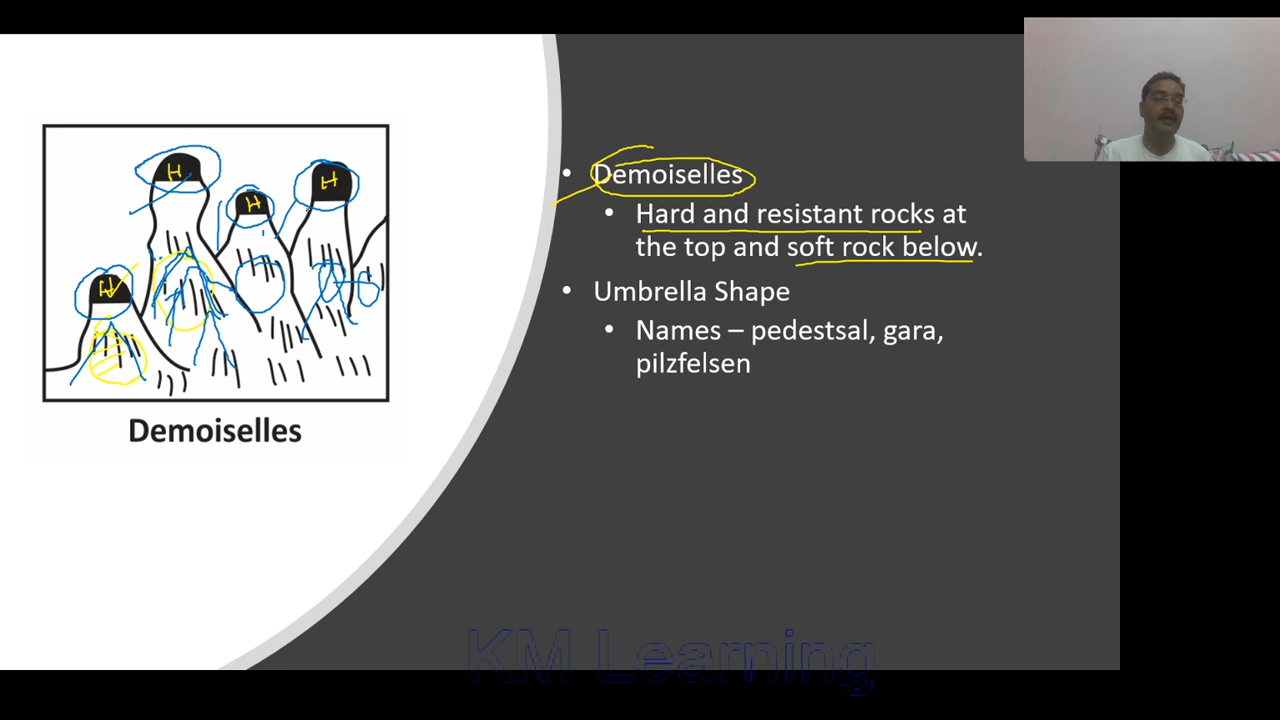 H
H
H
H
Demoiselles
• Demoiselles
• Hard and resistant rocks at
the top and soft rock below.
• Umbrella Shape
• Names – pedestsal, gara,
pilzfelsen
KM Learning